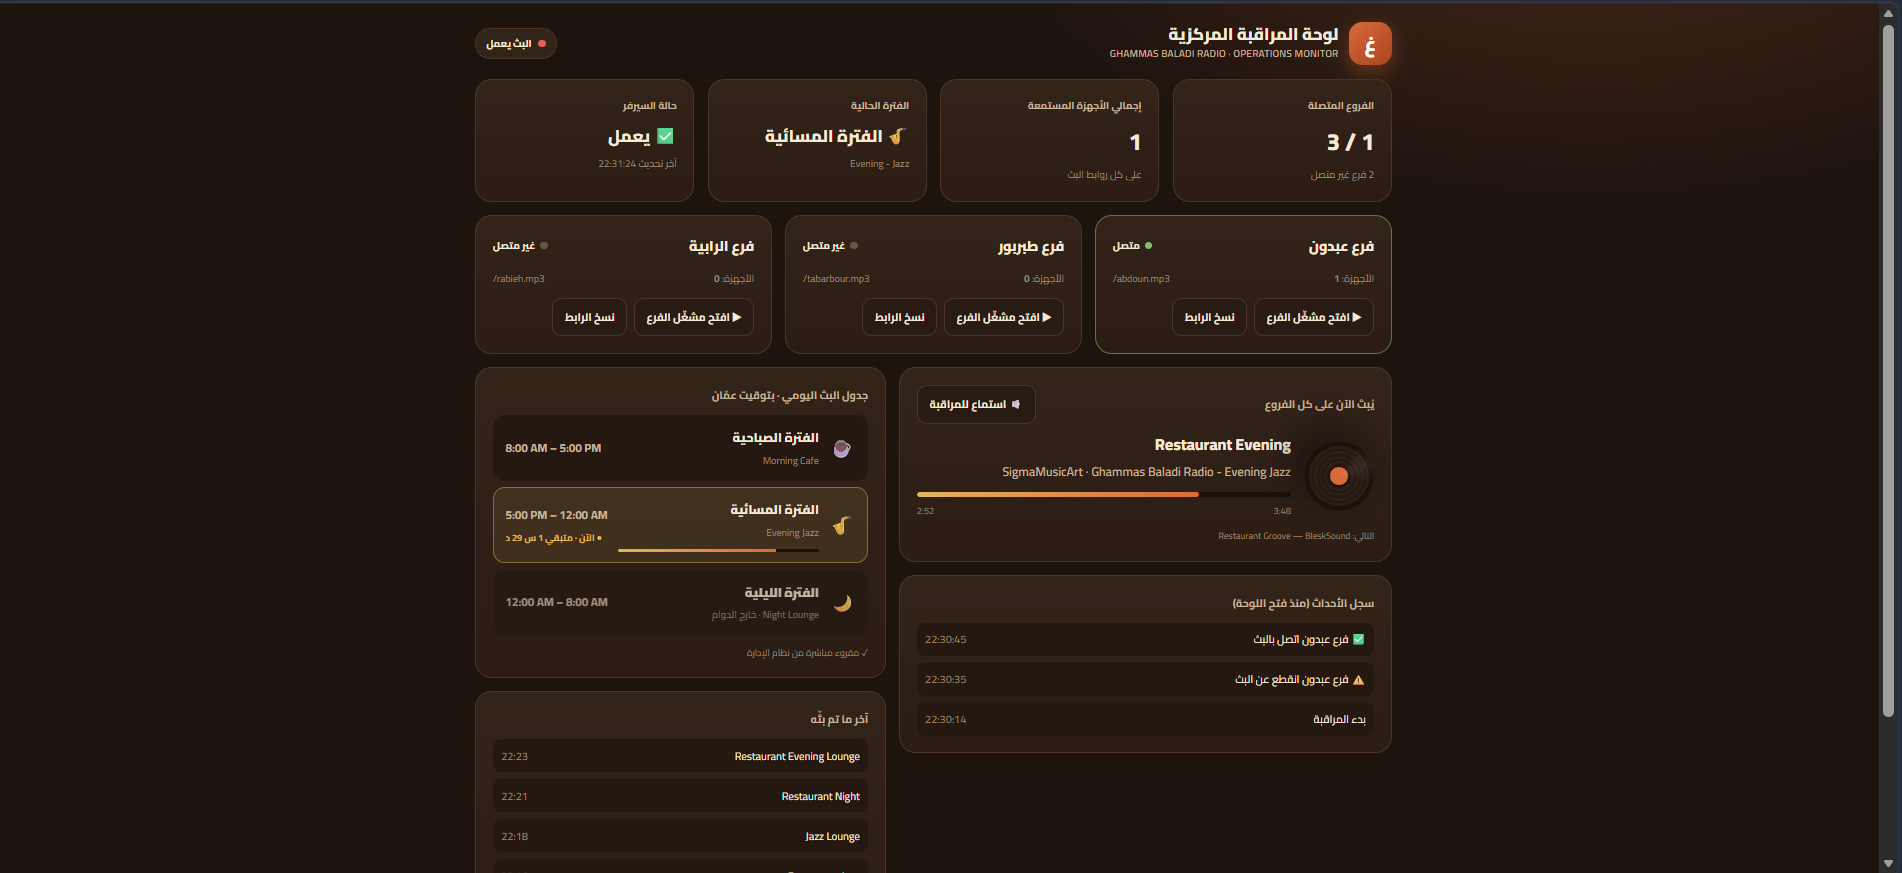 لوحة المراقبة المركزية
GHAMMAS BALADI RADIO · OPERATIONS MONITOR
غ
البث يعمل
الفروع المتصلة
3 / 1
2 فرع غير متصل
إجمالي الأجهزة المستمعة
1
على كل روابط البث
الفترة الحالية
🎷 الفترة المسائية
Evening - Jazz
حالة السيرفر
✅ يعمل
آخر تحديث 22:31:24
فرع عبدون
متصل
الأجهزة: 1
/abdoun.mp3
▶ افتح مشغّل الفرع
نسخ الرابط
فرع طبربور
غير متصل
الأجهزة: 0
/tabarbour.mp3
▶ افتح مشغّل الفرع
نسخ الرابط
فرع الرابية
غير متصل
الأجهزة: 0
/rabieh.mp3
▶ افتح مشغّل الفرع
نسخ الرابط
يُبث الآن على كل الفروع
استماع للمراقبة
Restaurant Evening
SigmaMusicArt · Ghammas Baladi Radio - Evening Jazz
3:48
2:52
التالي: Restaurant Groove — BleskSound
سجل الأحداث (منذ فتح اللوحة)
✅ فرع عبدون اتصل بالبث
22:30:45
⚠️ فرع عبدون انقطع عن البث
22:30:35
بدء المراقبة
22:30:14
جدول البث اليومي · بتوقيت عمّان
الفترة الصباحية
Morning Cafe
8:00 AM – 5:00 PM
الفترة المسائية
Evening Jazz
5:00 PM – 12:00 AM
● الآن · متبقي 1 س 29 د
الفترة الليلية
Night Lounge · خارج الدوام
12:00 AM – 8:00 AM
✓ مقروء مباشرة من نظام الإدارة
آخر ما تم بثّه
Restaurant Evening Lounge
22:23
Restaurant Night
22:21
Jazz Lounge
22:18